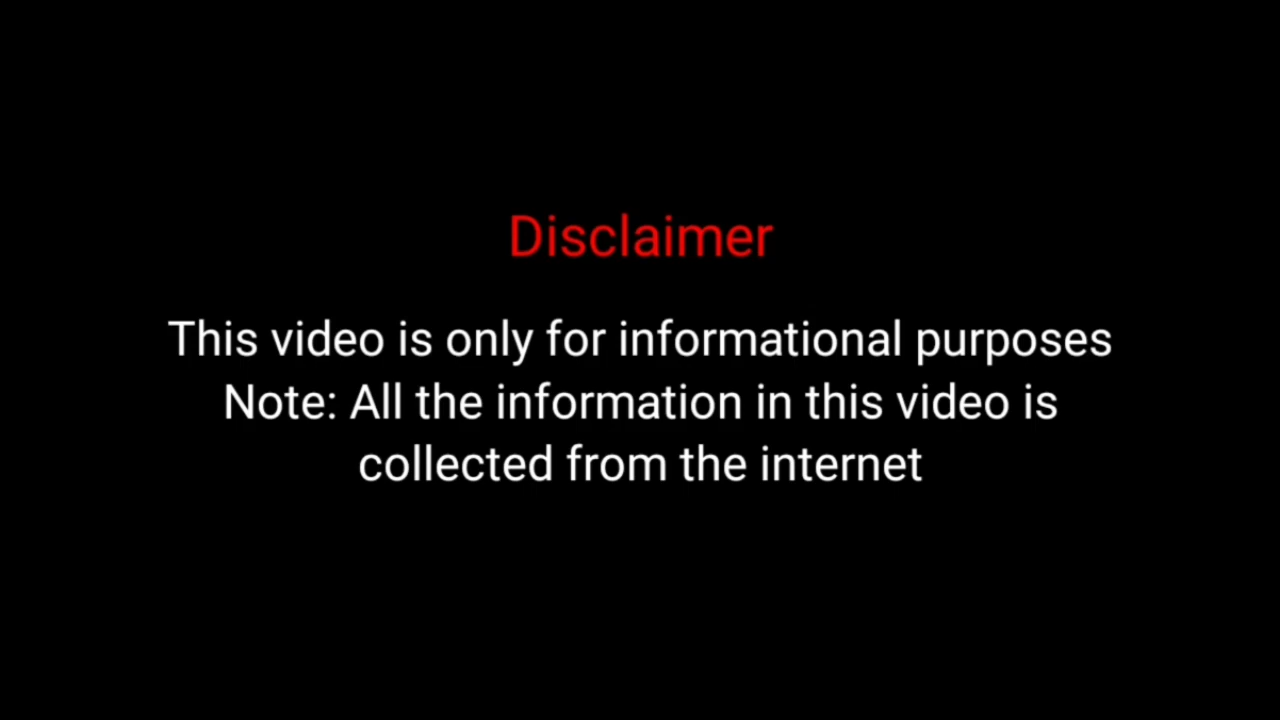 Disclaimer
This video is only for informational purposes
Note: All the information in this video is
collected from the internet